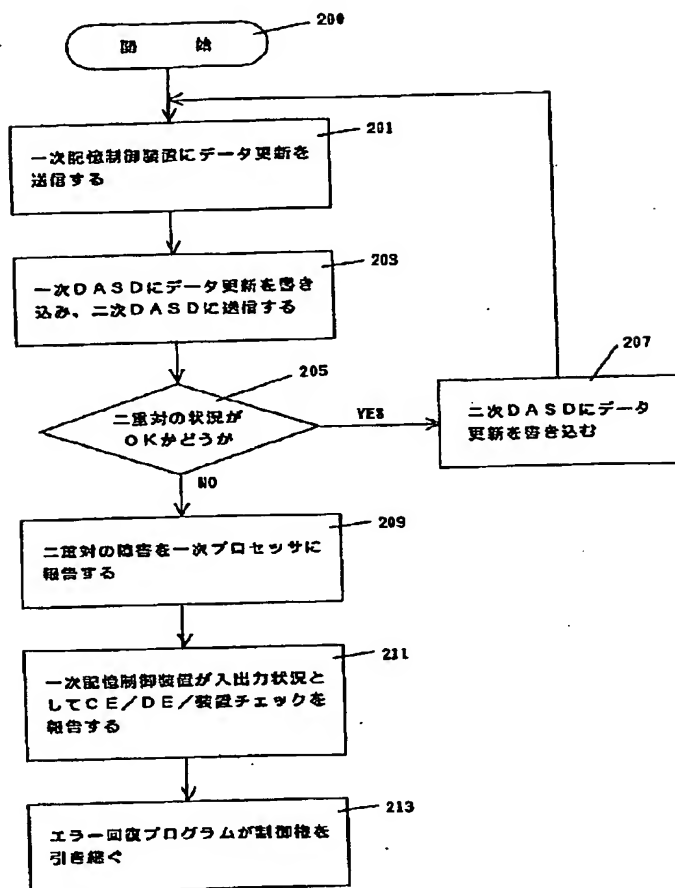 200
開 始
201
一次記憶制御装置にデータ更新を
送信する
203
一次DASDにデータ更新を書き
込み、二次DASDに送信する
205
二重対の状況が
OKかどうか
YES
207
二次DASDにデータ
更新を書き込む
NO
209
二重対の障害を一次プロセッサに
報告する
211
一次記憶制御装置が入出力状況と
してCE/DE/装置チェックを
報告する
213
エラー回復プログラムが制御権を
引き継ぐ